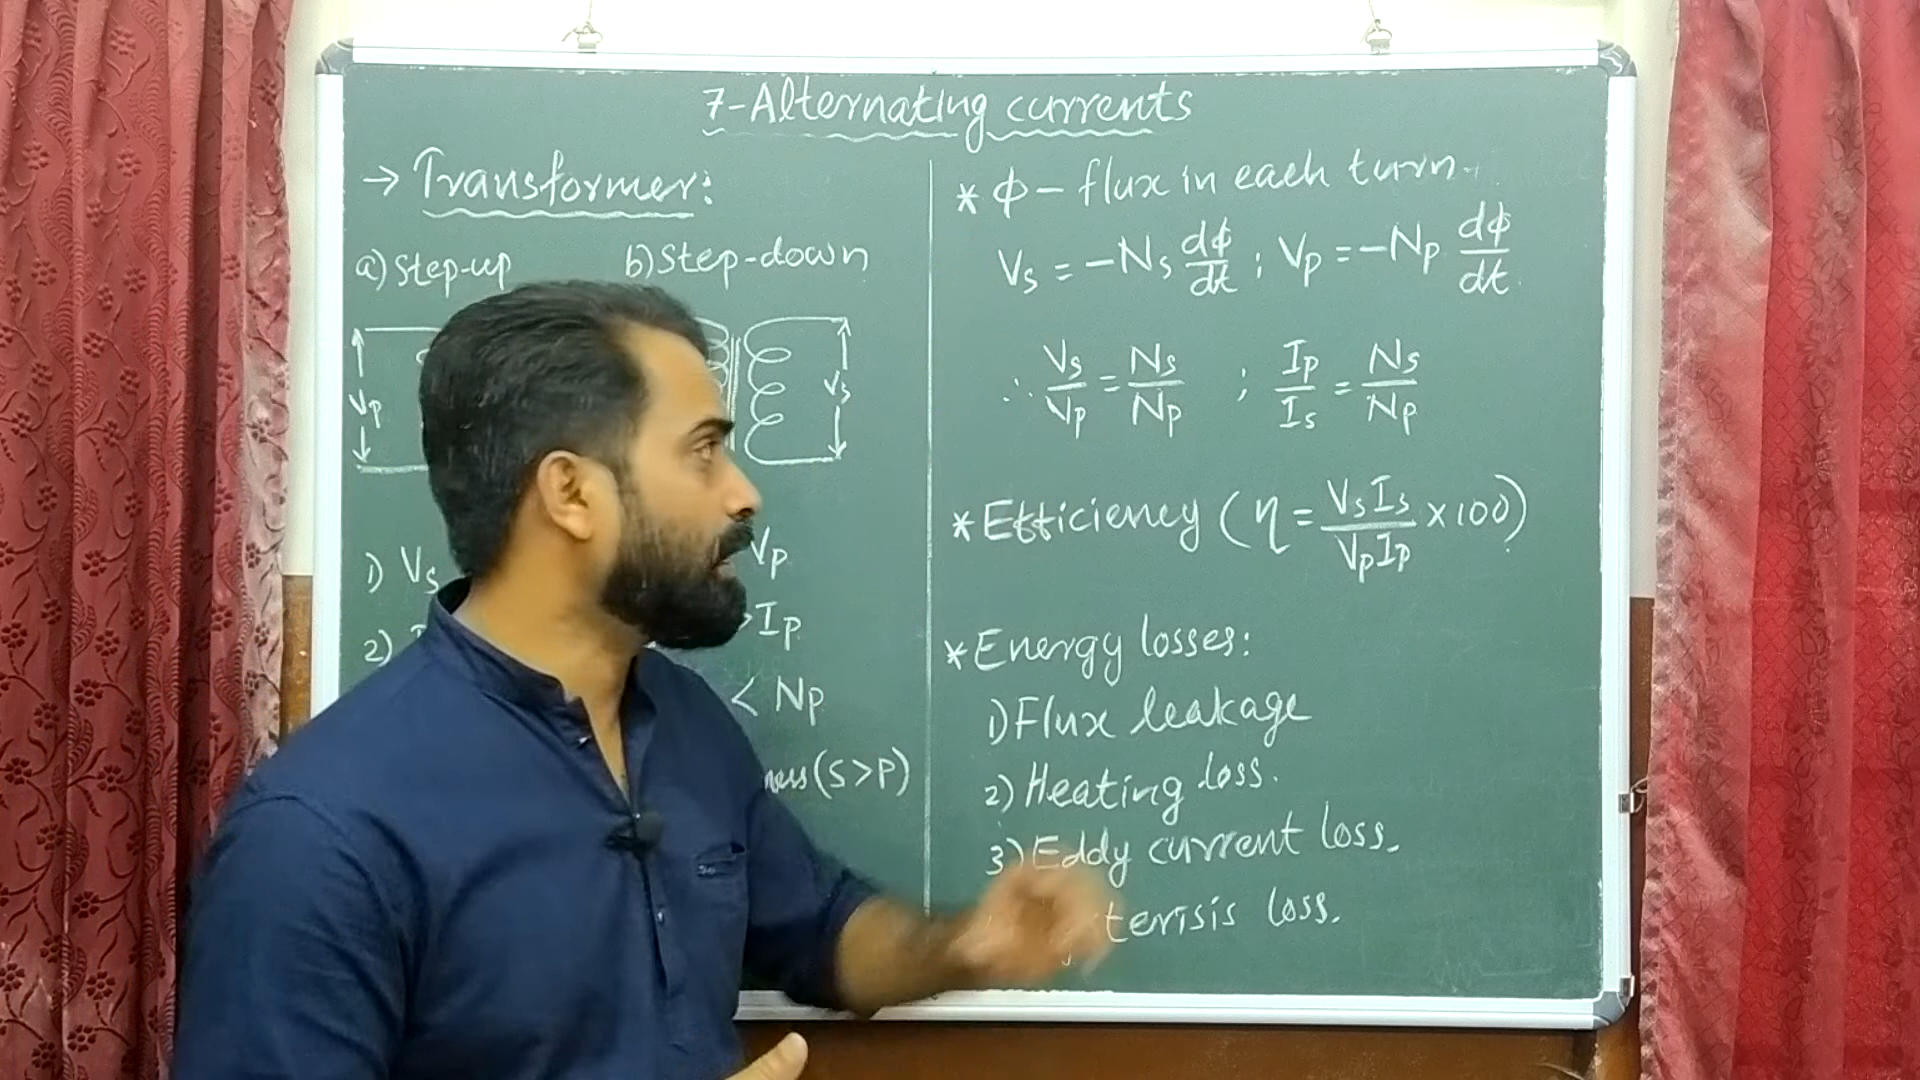 7-Alternating currents
→ Transformer:
a) Step-up
b) Step-down
Vp
Vs
1) Vs
Vp
2)
>Ip
< Np
(S>P)
* ϕ – flux in each turn.
Vs = -Ns dϕ/dt ; Vp = -Np dϕ/dt
∴ Vs/Vp = Ns/Np ; Ip/Is = Ns/Np
* Efficiency (η = VsIs/VpIp × 100)
* Energy losses:
1) Flux leakage
2) Heating loss.
3) Eddy current loss.
loss.